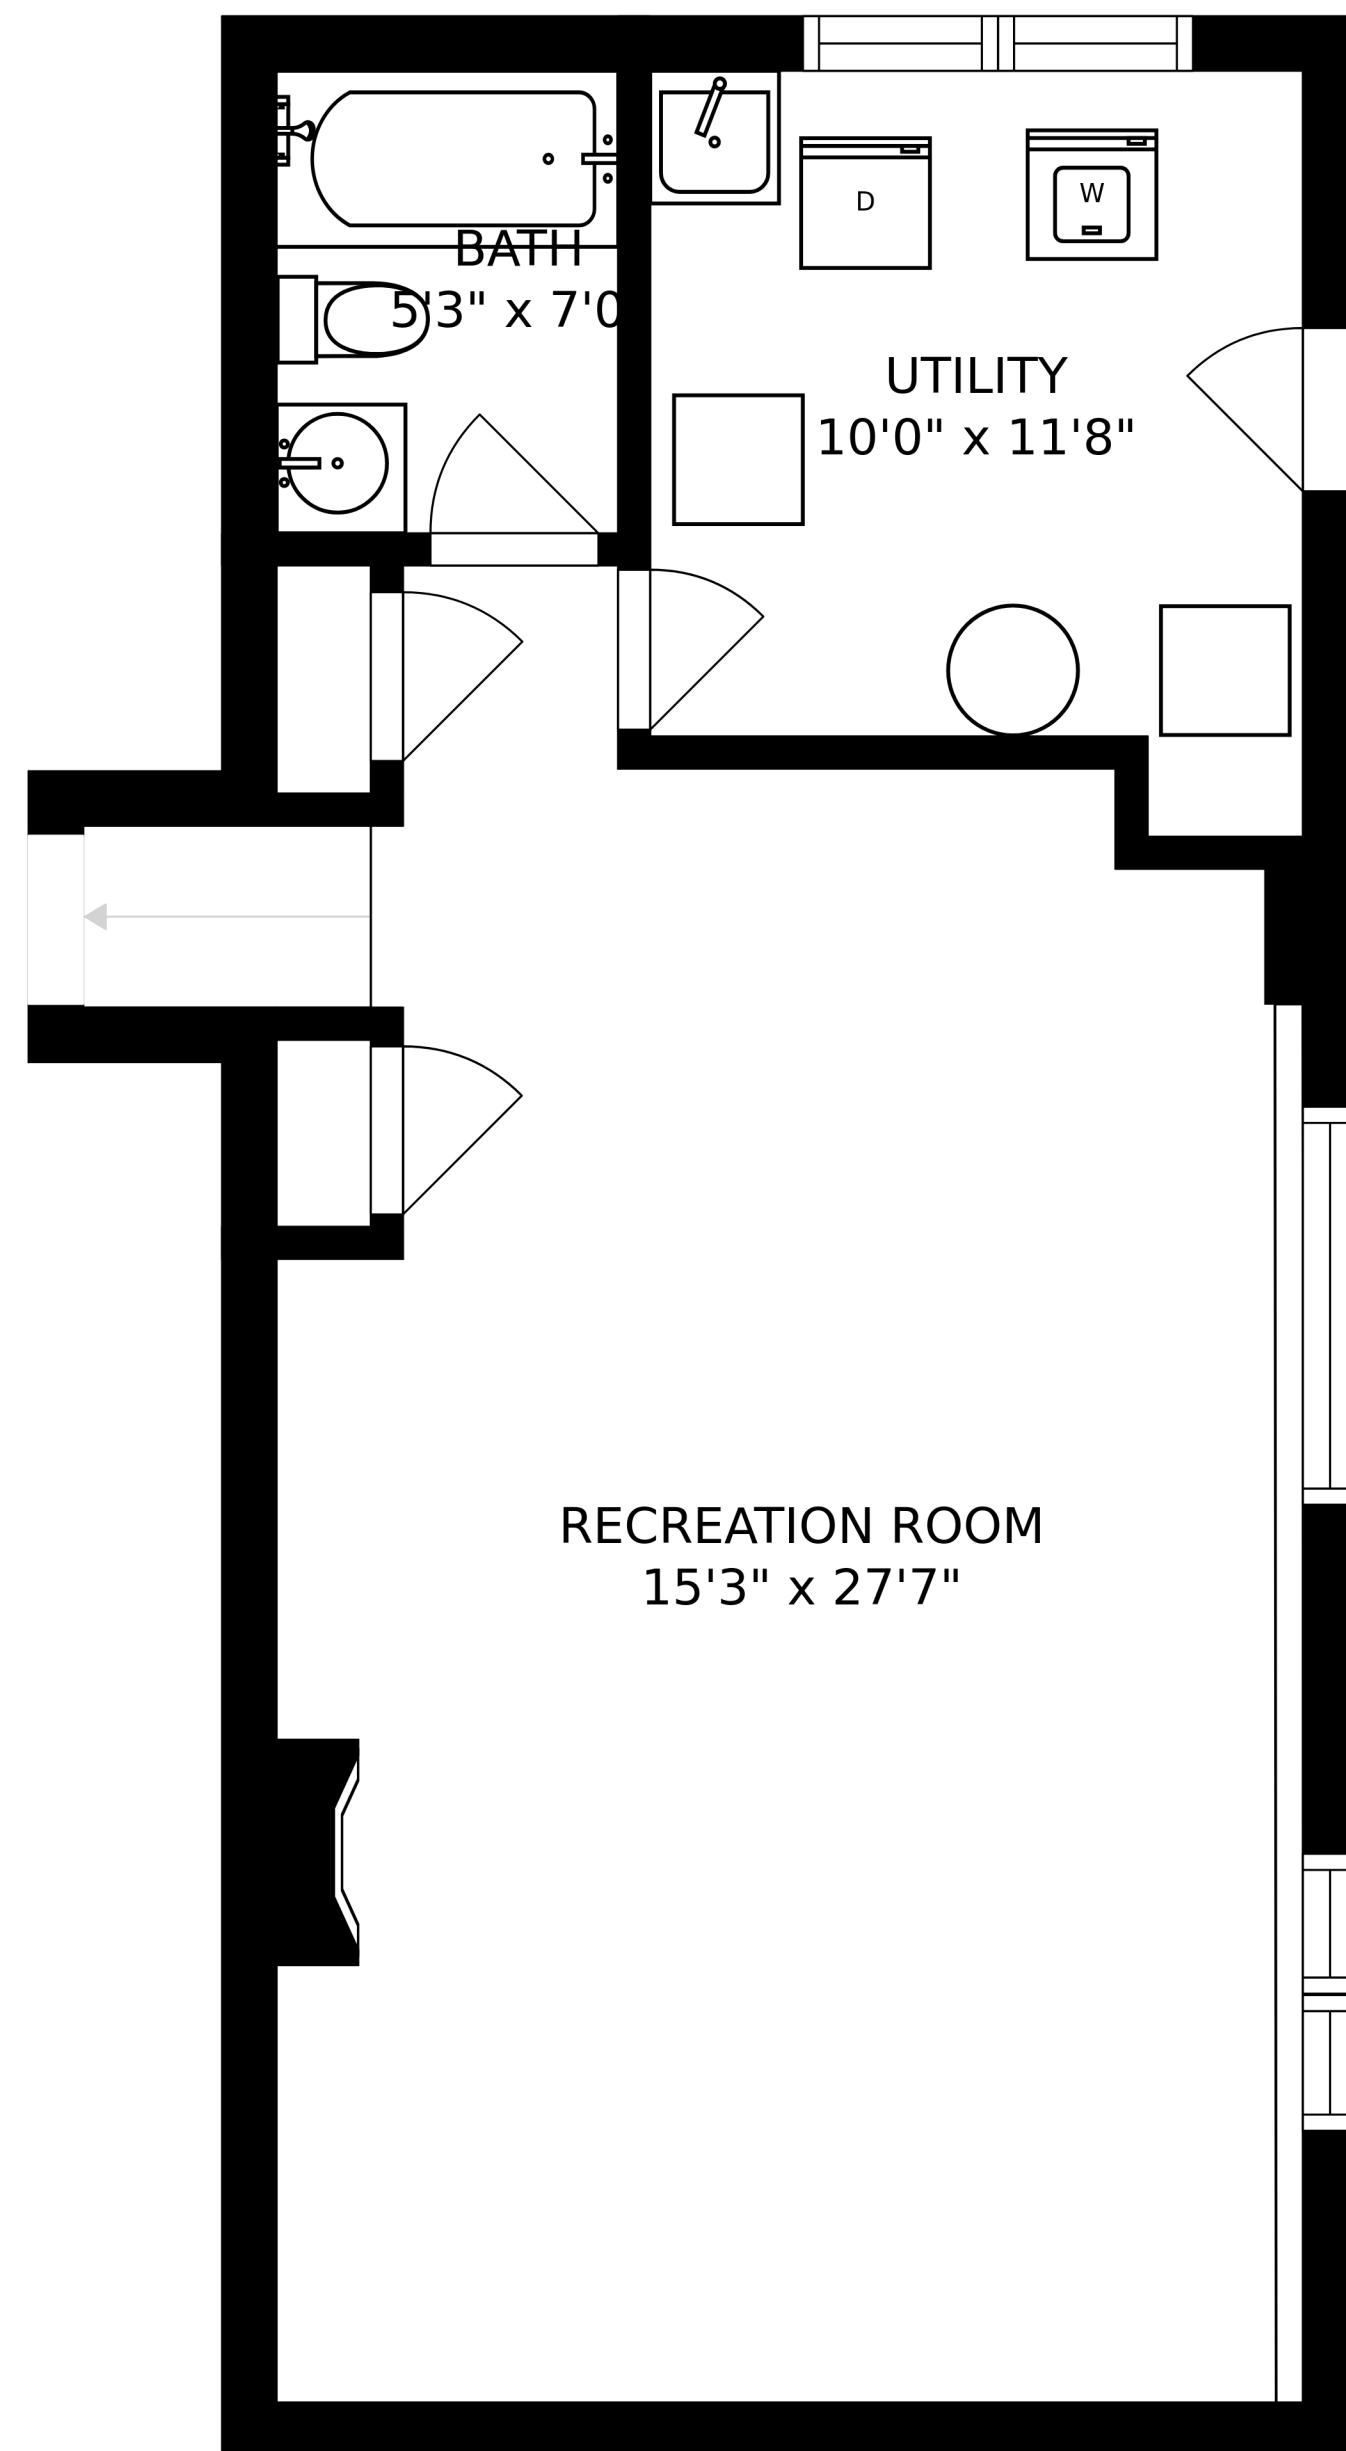 BATH
5'3" x 7'0
D
W
UTILITY
10'0" x 11'8"
RECREATION ROOM
15'3" x 27'7"